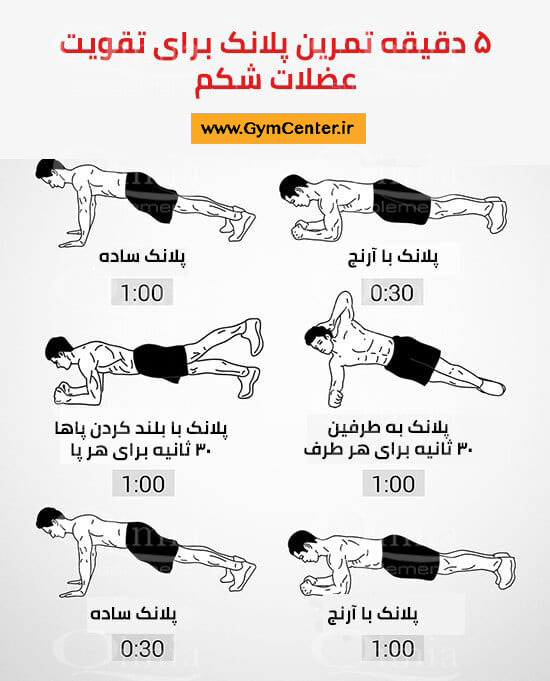 ۵ دقیقه تمرین پلانک برای تقویت
عضلات شکم
www.GymCenter.ir
پلانک با آرنج
0:30
پلانک ساده
1:00
پلانک به طرفین
۳۰ ثانیه برای هر طرف
1:00
پلانک با بلند کردن پاها
۳۰ ثانیه برای هر پا
1:00
پلانک با آرنج
1:00
پلانک ساده
0:30